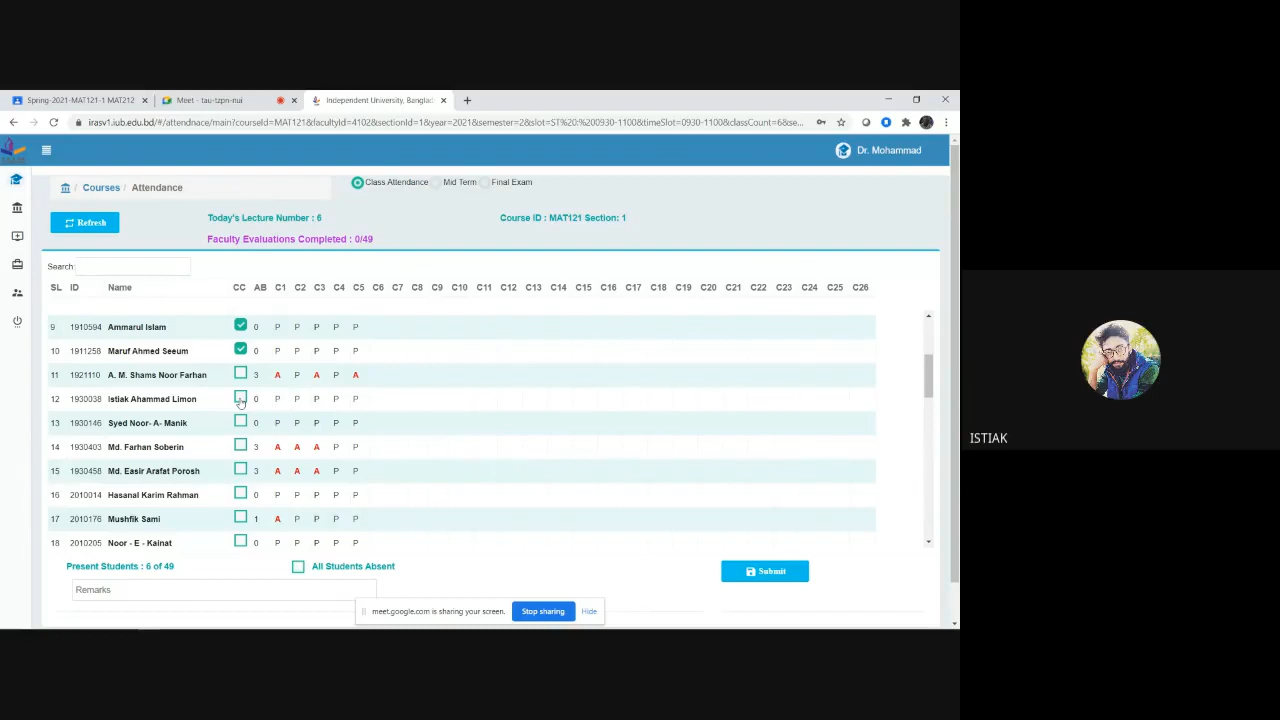 Spring-2021-MAT121-1 MAT212
Meet - tau-tzpn-nui
Independent University, Banglad
irasv1.iub.edu.bd/#/attendnace/main?courseId=MAT121&facultyId=4102&sectionId=1&year=2021&semester=2&slot=ST%20:%200930-1100&timeSlot=0930-1100&classCount=6&se...
Dr. Mohammad
/ Courses / Attendance
Class Attendance Mid Term Final Exam
Refresh
Today's Lecture Number : 6
Course ID : MAT121 Section: 1
Faculty Evaluations Completed : 0/49
Search:
SL ID Name CC AB C1 C2 C3 C4 C5 C6 C7 C8 C9 C10 C11 C12 C13 C14 C15 C16 C17 C18 C19 C20 C21 C22 C23 C24 C25 C26
9 1910594 Ammarul Islam 0 P P P P P
10 1911258 Maruf Ahmed Seeum 0 P P P P P
11 1921110 A. M. Shams Noor Farhan 3 A P A P A
12 1930038 Istiak Ahammad Limon 0 P P P P P
13 1930146 Syed Noor- A- Manik 0 P P P P P
14 1930403 Md. Farhan Soberin 3 A A A P P
15 1930458 Md. Easir Arafat Porosh 3 A A A P P
16 2010014 Hasanal Karim Rahman 0 P P P P P
17 2010176 Mushfik Sami 1 A P P P P
18 2010205 Noor - E - Kainat 0 P P P P P
Present Students : 6 of 49
All Students Absent
Submit
Remarks
meet.google.com is sharing your screen. Stop sharing Hide
ISTIAK